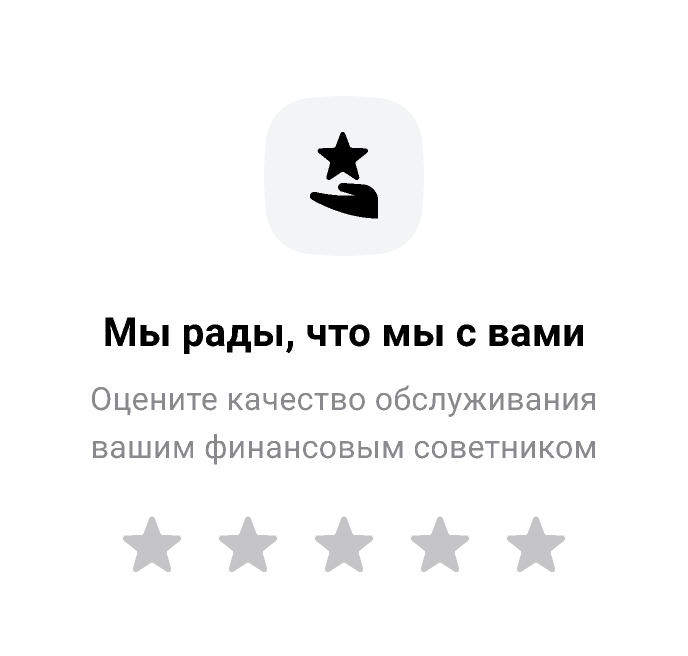 Мы рады, что мы с вами
Оцените качество обслуживания
вашим финансовым советником